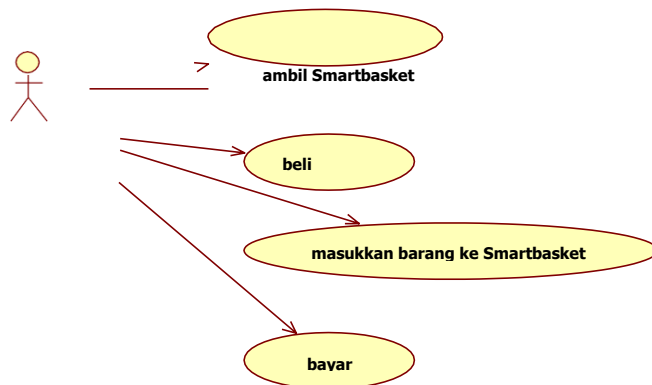 ambil Smartbasket
beli
masukkan barang ke Smartbasket
bayar